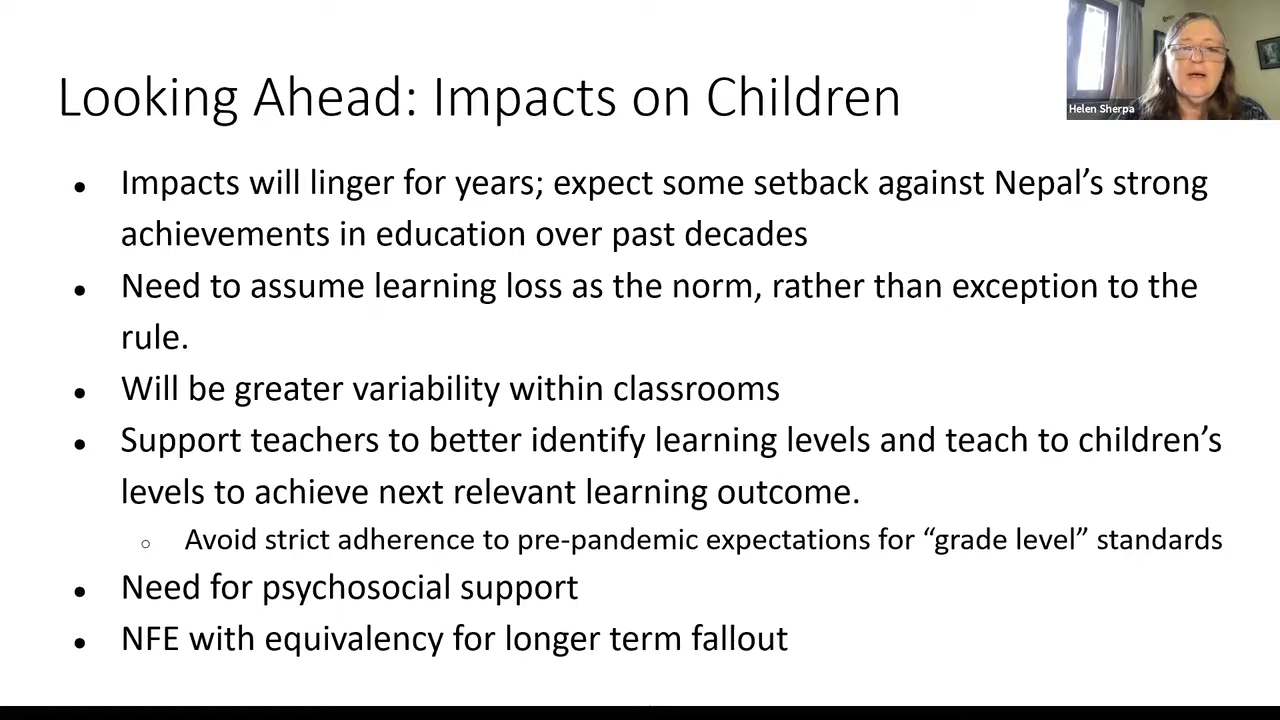 Looking Ahead: Impacts on Children
Helen Sherpa
● Impacts will linger for years; expect some setback against Nepal’s strong
achievements in education over past decades
● Need to assume learning loss as the norm, rather than exception to the
rule.
● Will be greater variability within classrooms
● Support teachers to better identify learning levels and teach to children’s
levels to achieve next relevant learning outcome.
○ Avoid strict adherence to pre-pandemic expectations for “grade level” standards
● Need for psychosocial support
● NFE with equivalency for longer term fallout